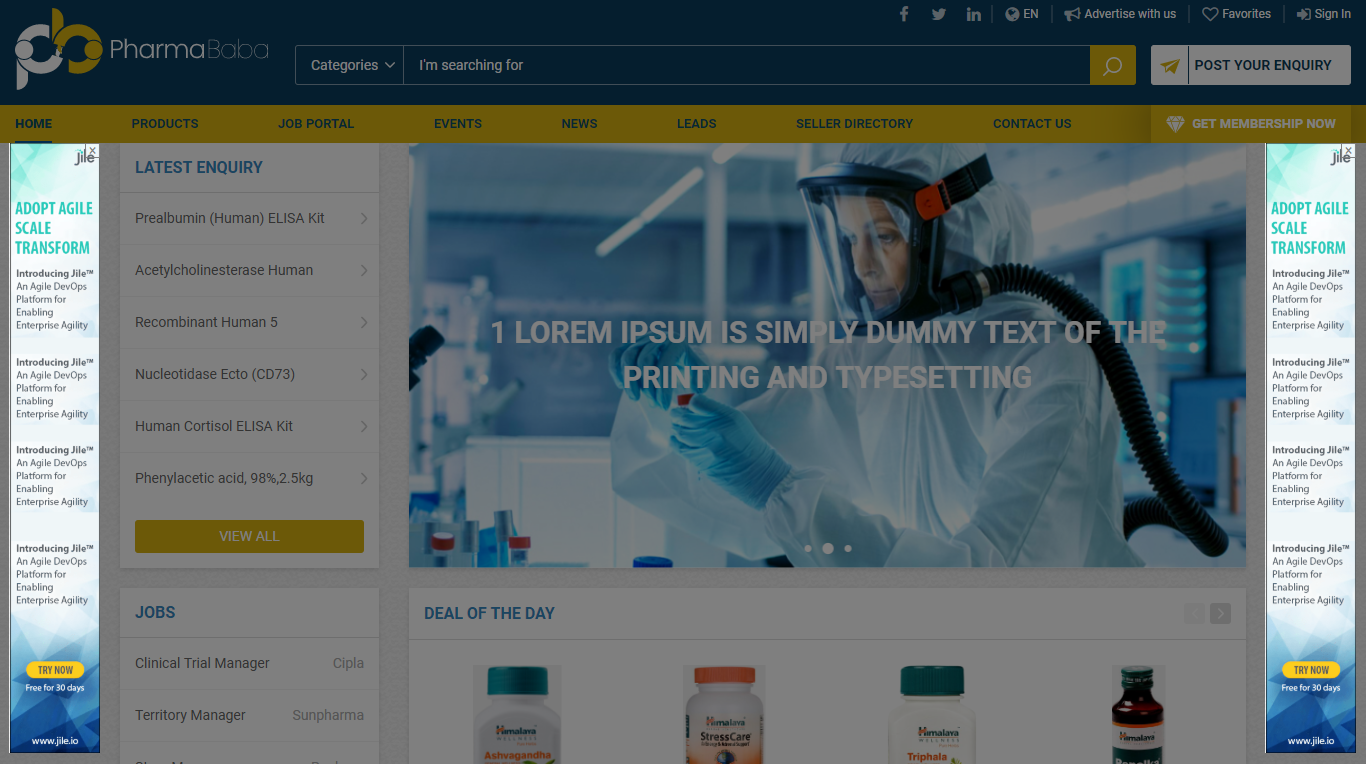 EN
Advertise with us
Favorites
Sign In
PharmaBaba
Categories
I'm searching for
POST YOUR ENQUIRY
HOME
PRODUCTS
JOB PORTAL
EVENTS
NEWS
LEADS
SELLER DIRECTORY
CONTACT US
GET MEMBERSHIP NOW
Jile
ADOPT AGILE
SCALE
TRANSFORM
Introducing Jile™
An Agile DevOps
Platform for
Enabling
Enterprise Agility
Introducing Jile™
An Agile DevOps
Platform for
Enabling
Enterprise Agility
Introducing Jile™
An Agile DevOps
Platform for
Enabling
Enterprise Agility
Introducing Jile™
An Agile DevOps
Platform for
Enabling
Enterprise Agility
TRY NOW
Free for 30 days
www.jile.io
LATEST ENQUIRY
Prealbumin (Human) ELISA Kit
Acetylcholinesterase Human
Recombinant Human 5
Nucleotidase Ecto (CD73)
Human Cortisol ELISA Kit
Phenylacetic acid, 98%,2.5kg
VIEW ALL
1 LOREM IPSUM IS SIMPLY DUMMY TEXT OF THE
PRINTING AND TYPESETTING
JOBS
Clinical Trial Manager Cipla
Territory Manager Sunpharma
DEAL OF THE DAY
Himalaya
WELLNESS
Ashvagandha
Himalaya
WELLNESS
StressCare
Himalaya
WELLNESS
Triphala
Himalaya
Jile
ADOPT AGILE
SCALE
TRANSFORM
Introducing Jile™
An Agile DevOps
Platform for
Enabling
Enterprise Agility
Introducing Jile™
An Agile DevOps
Platform for
Enabling
Enterprise Agility
Introducing Jile™
An Agile DevOps
Platform for
Enabling
Enterprise Agility
Introducing Jile™
An Agile DevOps
Platform for
Enabling
Enterprise Agility
TRY NOW
Free for 30 days
www.jile.io